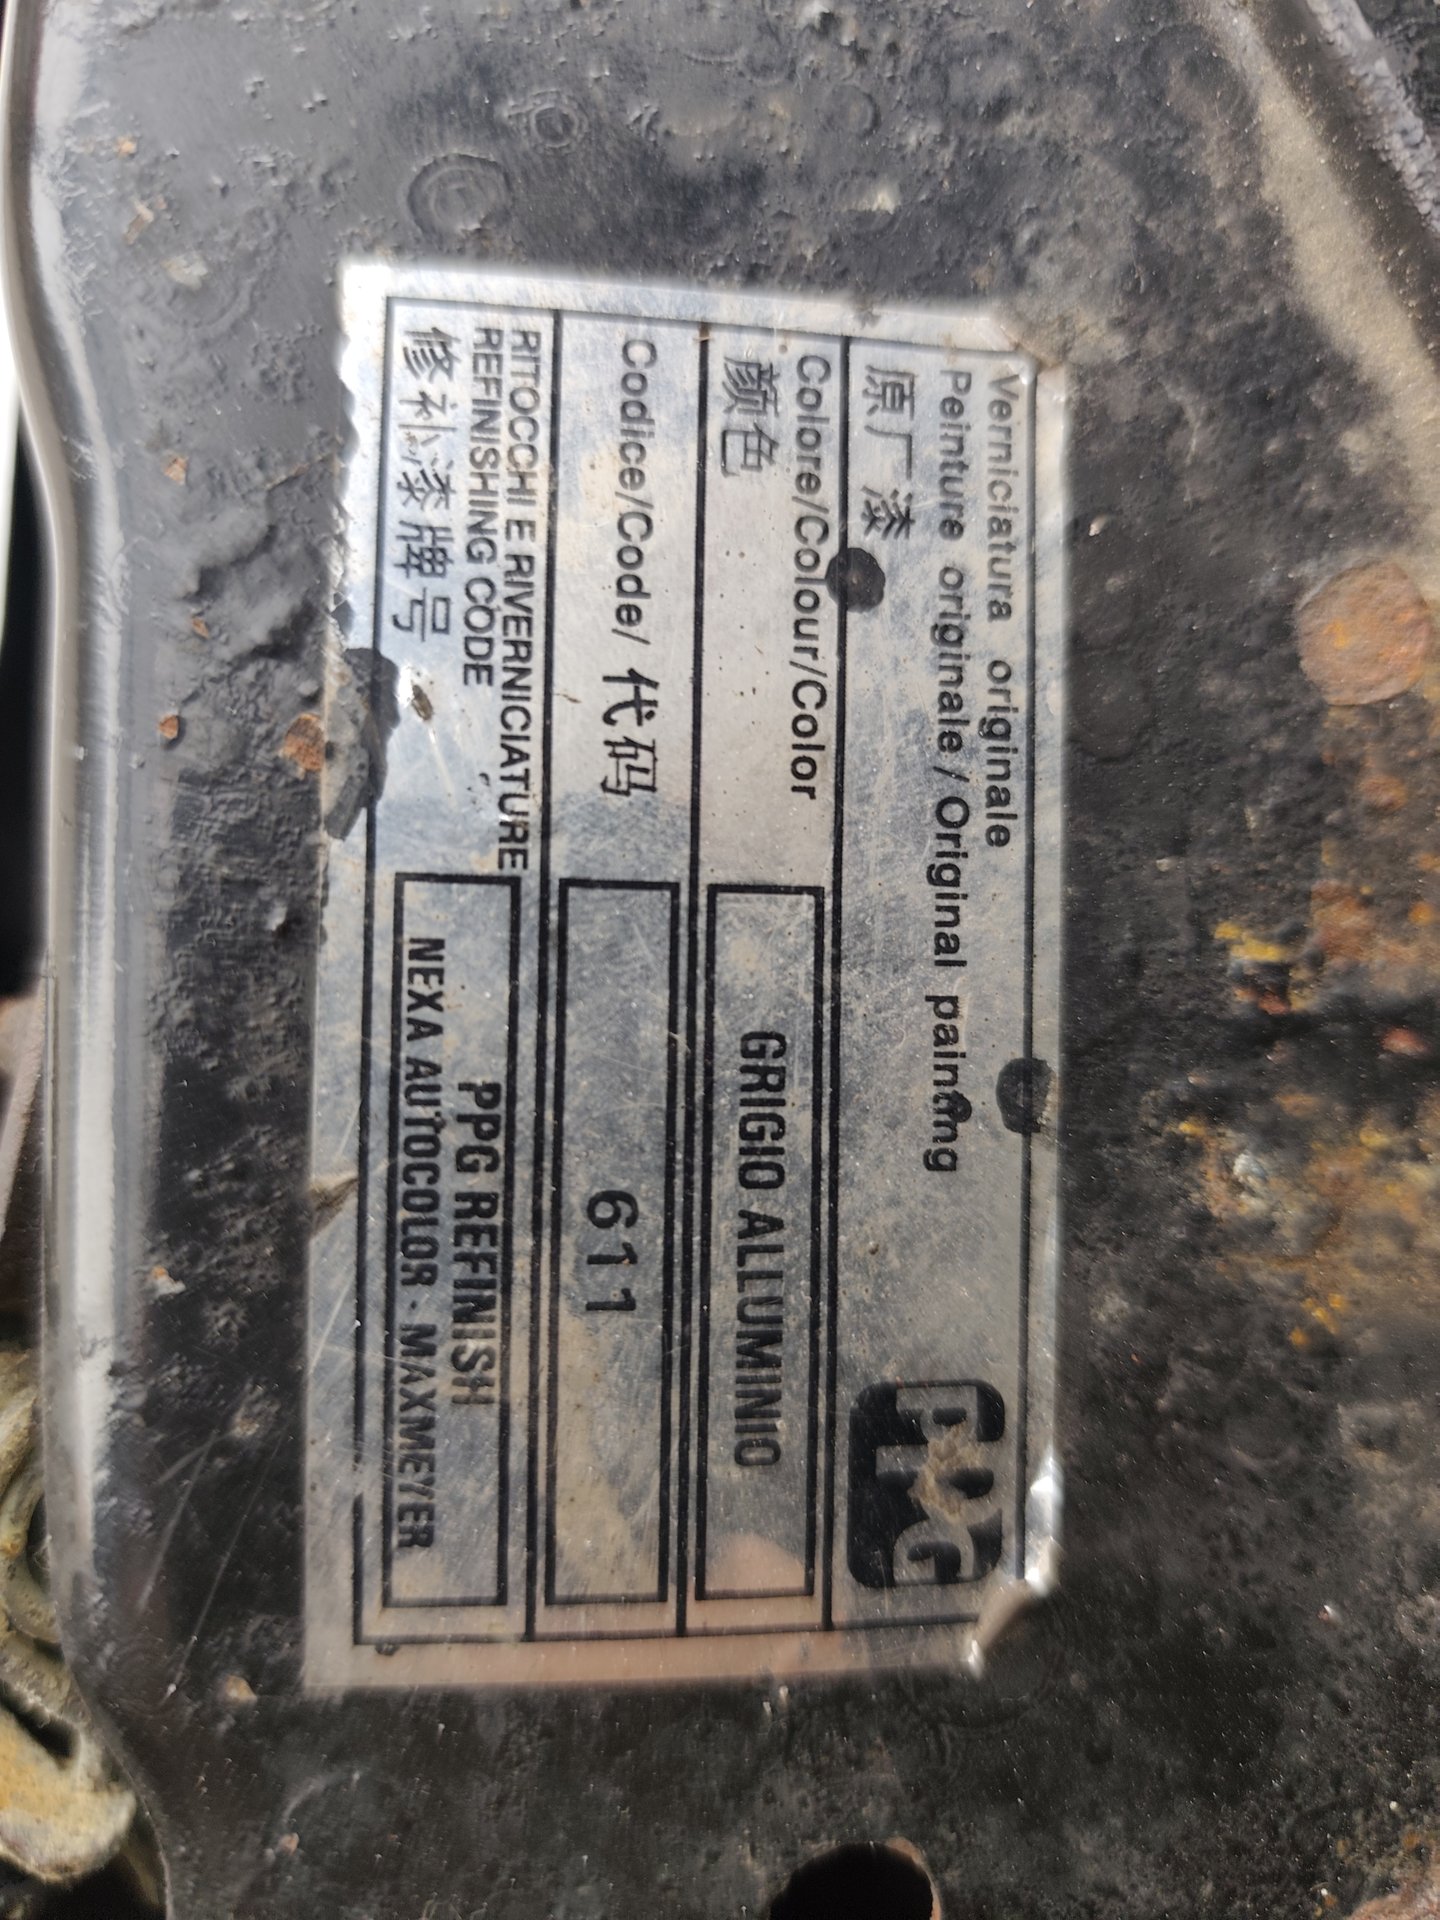 Verniciatura originale
Peinture originale / Original painting
原厂漆
PPG
Colore/Colour/Color
颜色
GRIGIO ALLUMINIO
Codice/Code/ 代码
611
RITOCCHI E RIVERNICIATURE
REFINISHING CODE
修补漆牌号
PPG REFINISH
NEXA AUTOCOLOR · MAXMEYER